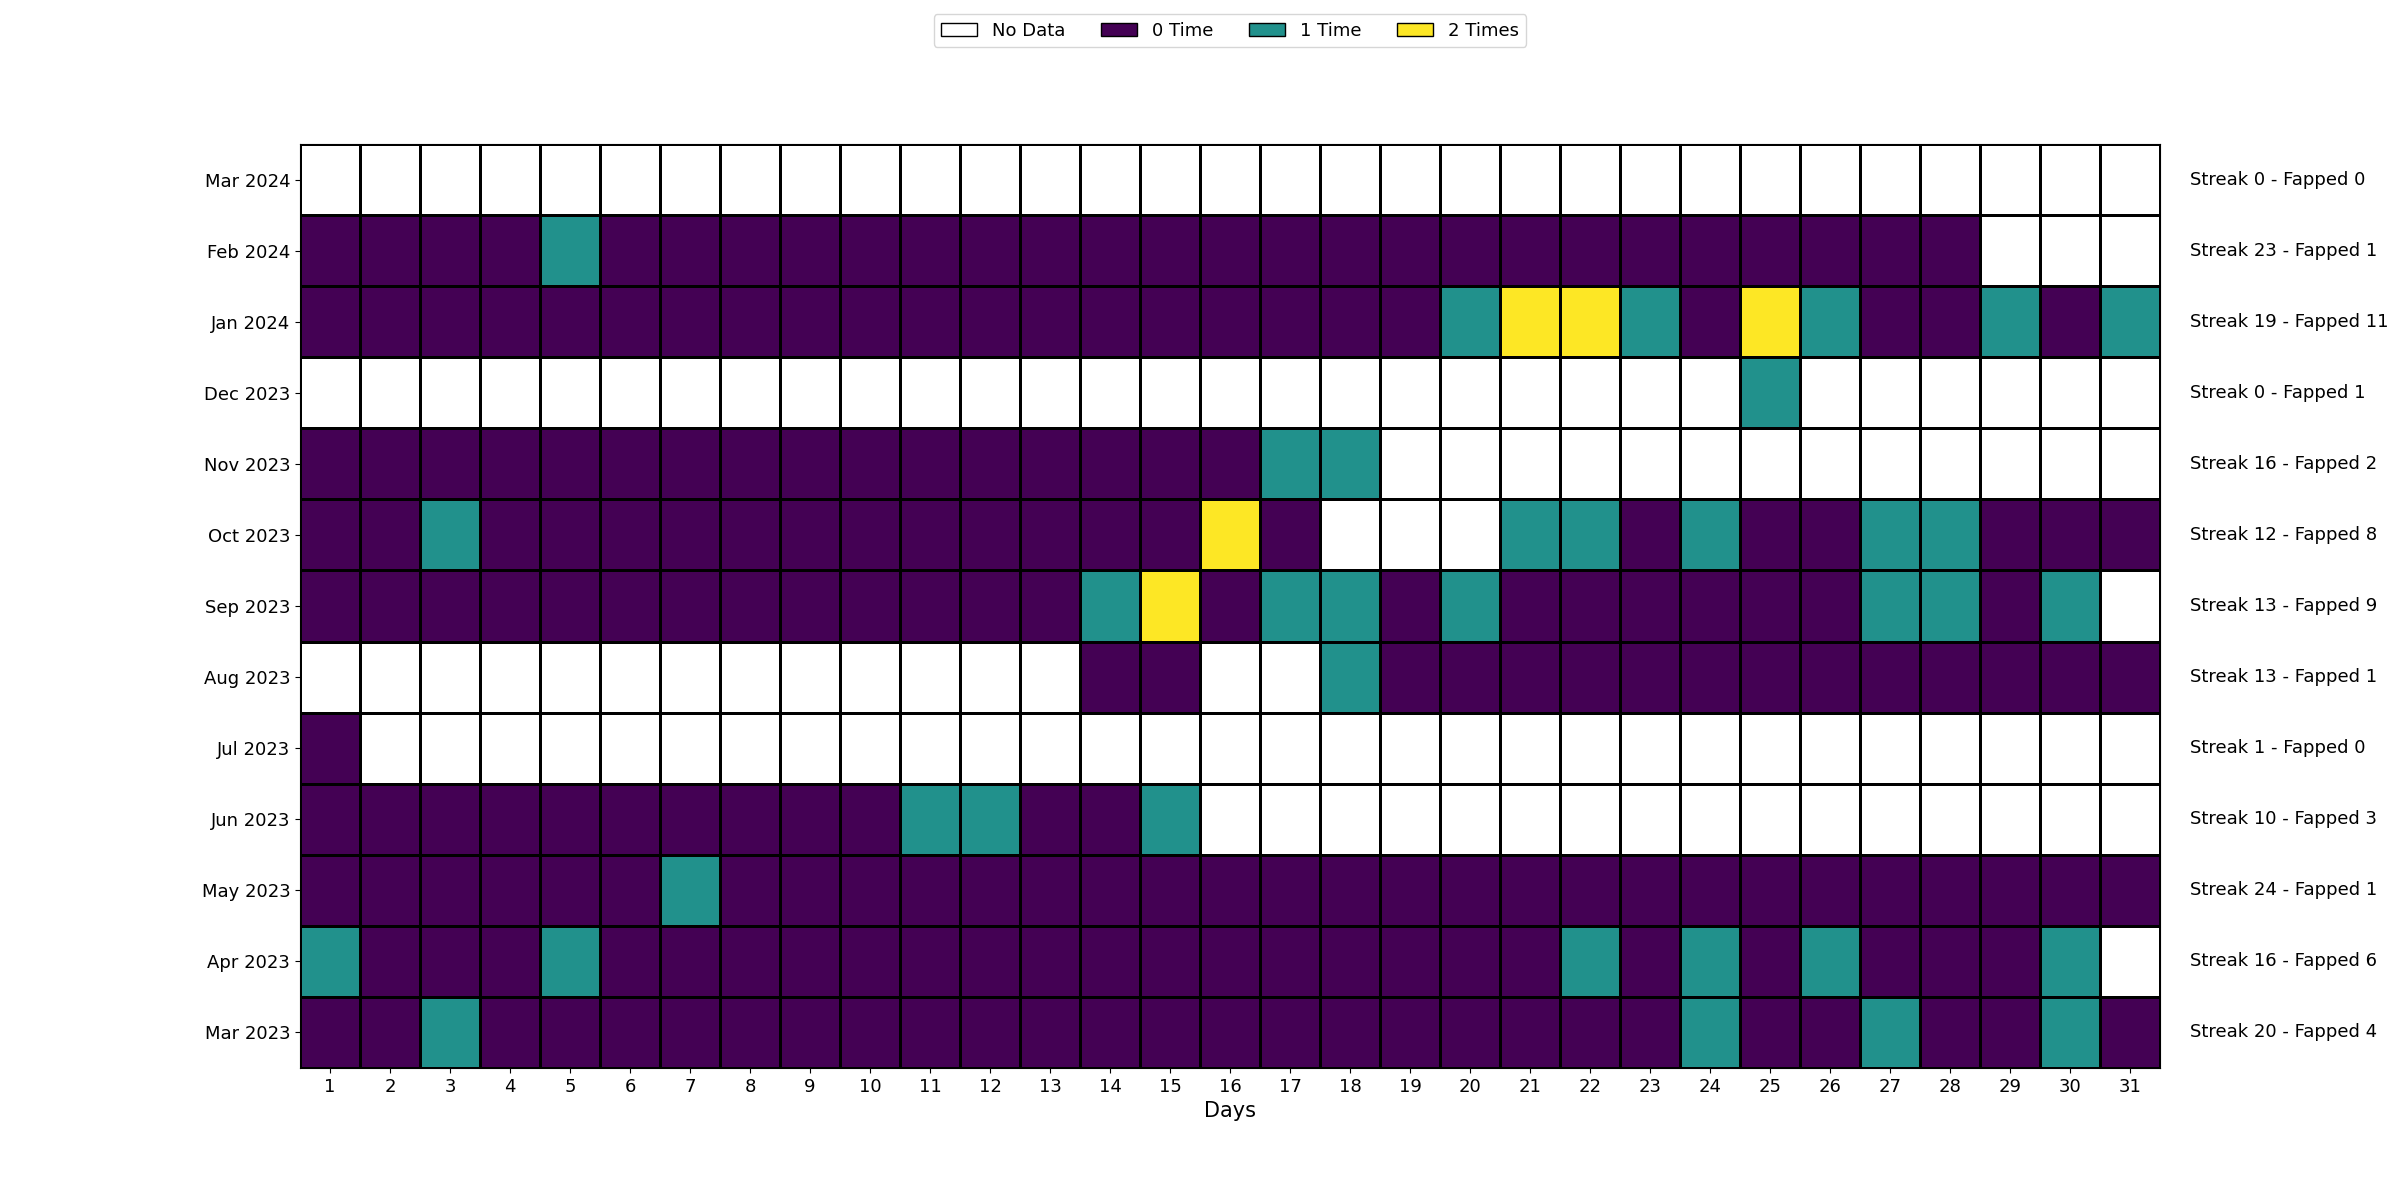 No Data 0 Time 1 Time 2 Times
Mar 2024 Streak 0 - Fapped 0
Feb 2024 Streak 23 - Fapped 1
Jan 2024 Streak 19 - Fapped 11
Dec 2023 Streak 0 - Fapped 1
Nov 2023 Streak 16 - Fapped 2
Oct 2023 Streak 12 - Fapped 8
Sep 2023 Streak 13 - Fapped 9
Aug 2023 Streak 13 - Fapped 1
Jul 2023 Streak 1 - Fapped 0
Jun 2023 Streak 10 - Fapped 3
May 2023 Streak 24 - Fapped 1
Apr 2023 Streak 16 - Fapped 6
Mar 2023 Streak 20 - Fapped 4
1 2 3 4 5 6 7 8 9 10 11 12 13 14 15 16 17 18 19 20 21 22 23 24 25 26 27 28 29 30 31
Days